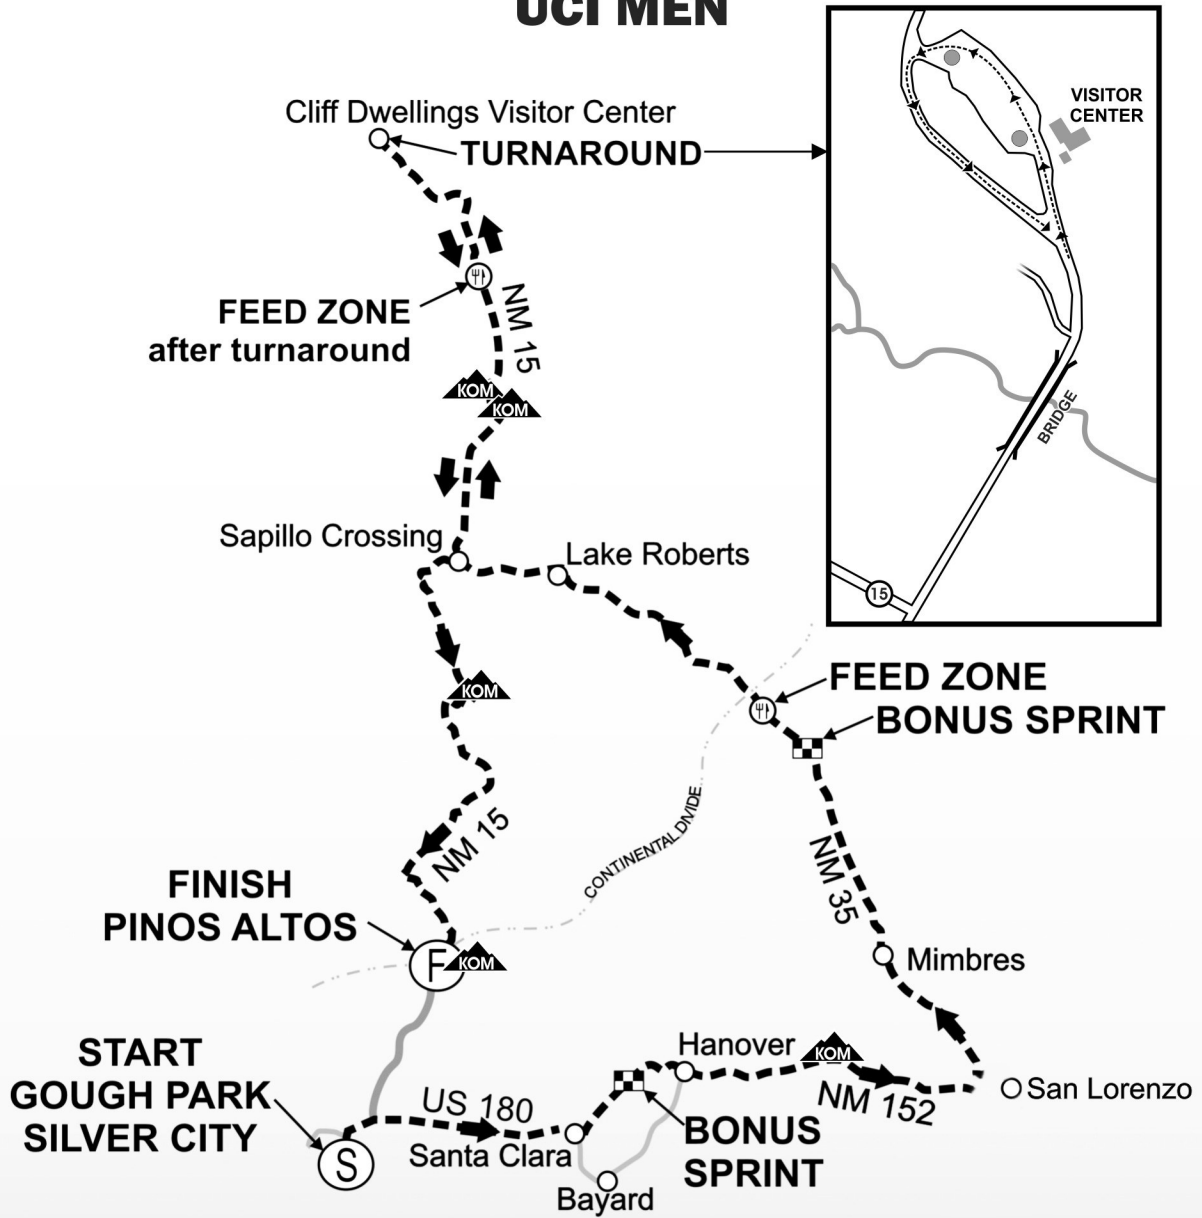 UCI MEN
Cliff Dwellings Visitor Center
TURNAROUND
VISITOR
CENTER
FEED ZONE
after turnaround
NM 15
KOM
KOM
BRIDGE
15
Sapillo Crossing
Lake Roberts
KOM
FEED ZONE
BONUS SPRINT
CONTINENTAL DIVIDE
NM 15
NM 35
FINISH
PINOS ALTOS
F
KOM
Mimbres
START
GOUGH PARK
SILVER CITY
S
US 180
Santa Clara
Bayard
Hanover
KOM
NM 152
San Lorenzo
BONUS
SPRINT